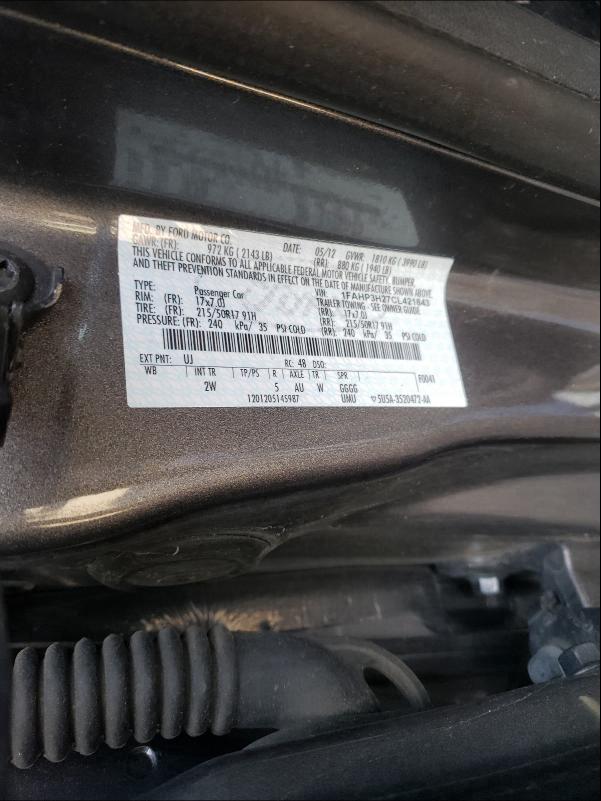 MFD. BY FORD MOTOR CO. DATE: 05/12 GVWR: 1810 KG ( 3990 LB)
GAWR: (FR): 972 KG ( 2143 LB) (RR): 880 KG ( 1940 LB)
THIS VEHICLE CONFORMS TO ALL APPLICABLE FEDERAL MOTOR VEHICLE SAFETY, BUMPER,
AND THEFT PREVENTION STANDARDS IN EFFECT ON THE DATE OF MANUFACTURE SHOWN ABOVE.
VIN: 1FAHP3H27CL421643
TYPE: Passenger Car TRAILER TOWING - SEE OWNER GUIDE
RIM: (FR): 17x7.0J (RR): 17x7.0J
TIRE: (FR): 215/50R17 91H (RR): 215/50R17 91H
PRESSURE: (FR): 240 kPa/ 35 PSI COLD (RR): 240 kPa/ 35 PSI COLD
EXT PNT: UJ RC: 48 DSO: F0041
WB INT TR TP/PS R AXLE TR SPR
2W 5 AU W GGGG
1201205145987 UMU 5U5A-3520472-AA